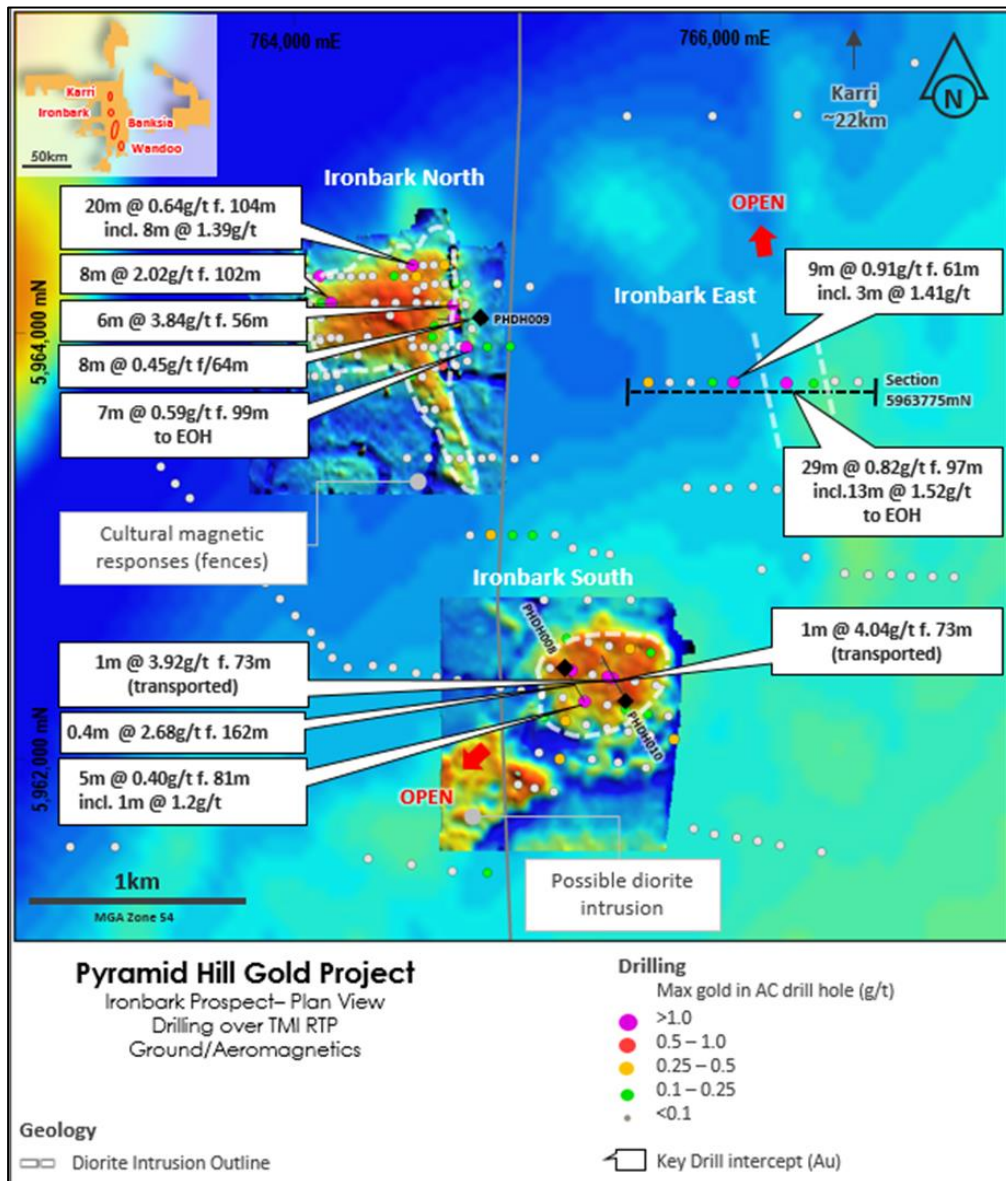 764,000 mE
766,000 mE
Karri
Ironbark
Banksia
Wandoo
50km
Karri
~22km
N
Ironbark North
20m @ 0.64g/t f. 104m
incl. 8m @ 1.39g/t
8m @ 2.02g/t f. 102m
6m @ 3.84g/t f. 56m
8m @ 0.45g/t f/64m
7m @ 0.59g/t f. 99m
to EOH
PHDH009
5,964,000 mN
OPEN
Ironbark East
9m @ 0.91g/t f. 61m
incl. 3m @ 1.41g/t
Section
5963775mN
29m @ 0.82g/t f. 97m
incl.13m @ 1.52g/t
to EOH
Cultural magnetic
responses (fences)
Ironbark South
PHDH008
PHDH010
1m @ 3.92g/t f. 73m
(transported)
1m @ 4.04g/t f. 73m
(transported)
0.4m @ 2.68g/t f. 162m
5m @ 0.40g/t f. 81m
incl. 1m @ 1.2g/t
5,962,000 mN
OPEN
Possible diorite
intrusion
1km
MGA Zone 54
Pyramid Hill Gold Project
Ironbark Prospect– Plan View
Drilling over TMI RTP
Ground/Aeromagnetics
Drilling
Max gold in AC drill hole (g/t)
>1.0
0.5 – 1.0
0.25 – 0.5
0.1 – 0.25
<0.1
Key Drill intercept (Au)
Geology
Diorite Intrusion Outline